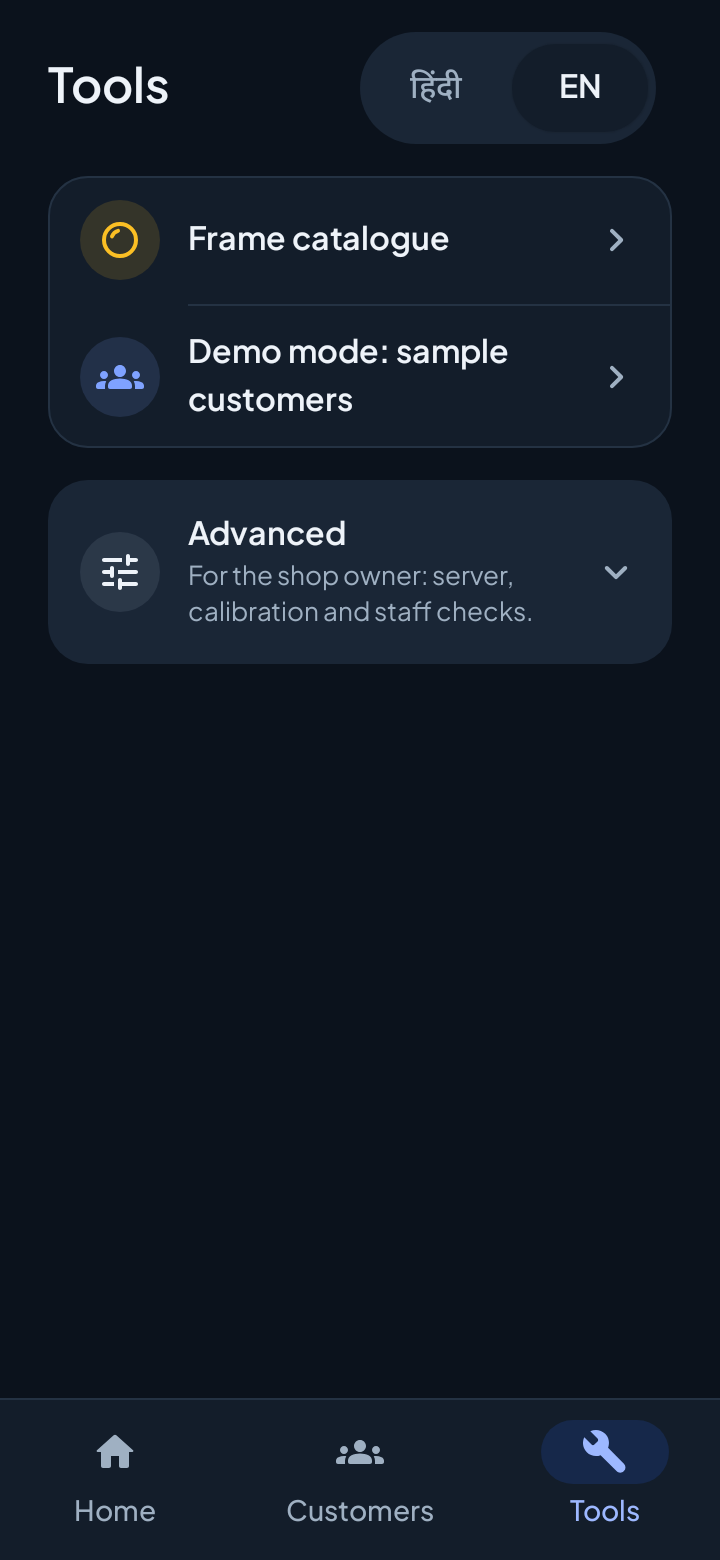 Tools
हिंदी
EN
Frame catalogue
Demo mode: sample
customers
Advanced
For the shop owner: server,
calibration and staff checks.
Home
Customers
Tools